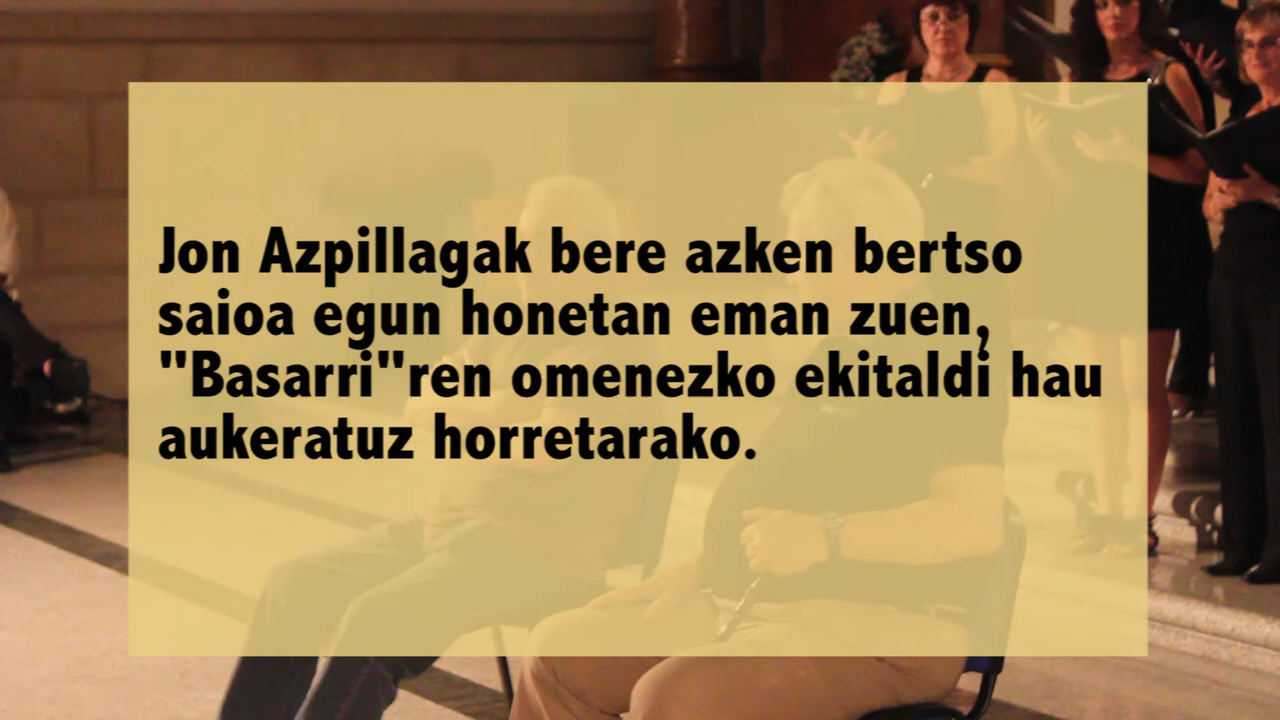 Jon Azpillagak bere azken bertso
saioa egun honetan eman zuen,
"Basarri"ren omenezko ekitaldi hau
aukeratuz horretarako.